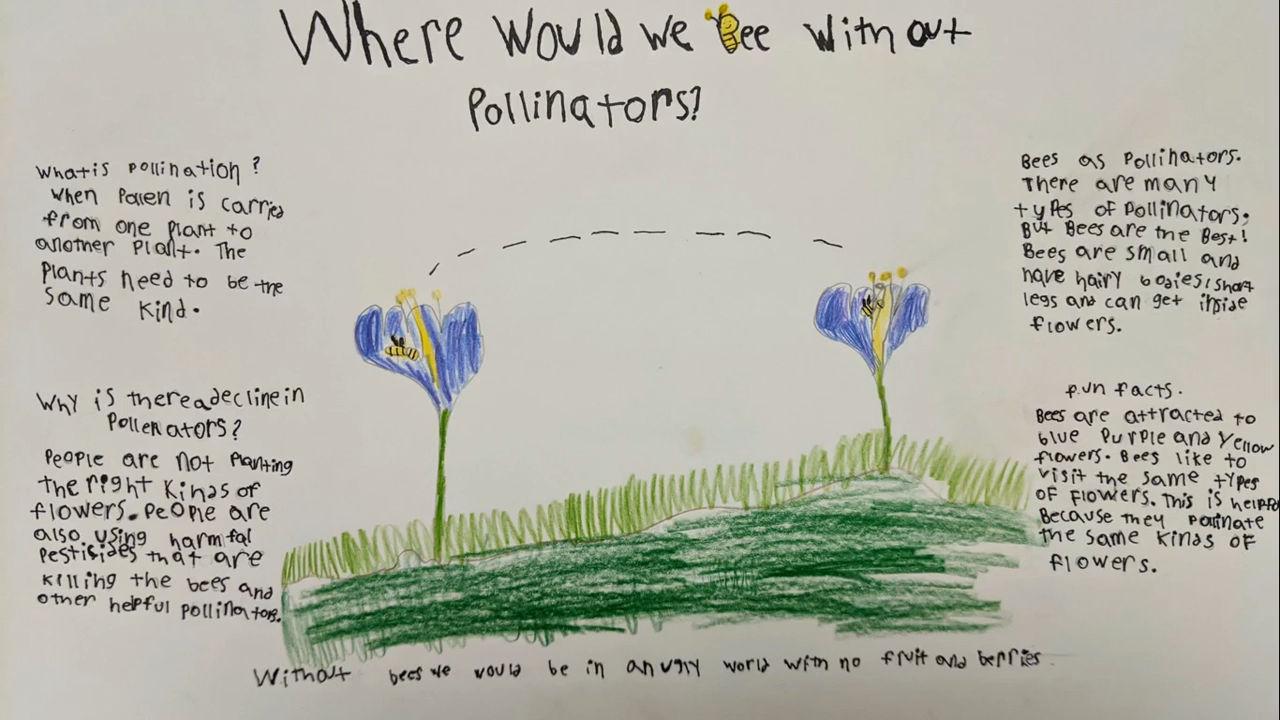 Where Would we Bee Without
Pollinators?
What is pollination?
When Pollen is carried
from one plant to
another Plant. The
plants need to be the
same kind.
Why is there a decline in
Pollenators?
People are not planting
the right kinds of
flowers. People are
also using harmful
Pestisides that are
killing the bees and
other helpful pollinators.
Bees as Pollinators.
There are many
types of Pollinators.
But Bees are the Best!
Bees are small and
have hairy bodies, short
legs and can get inside
flowers.
fun facts.
Bees are attracted to
blue Purple and Yellow
flowers. Bees like to
visit the same types
of flowers. This is helpful
Because they polinate
the same kinds of
flowers.
Without bees we would be in an ugly world with no fruit and berries.